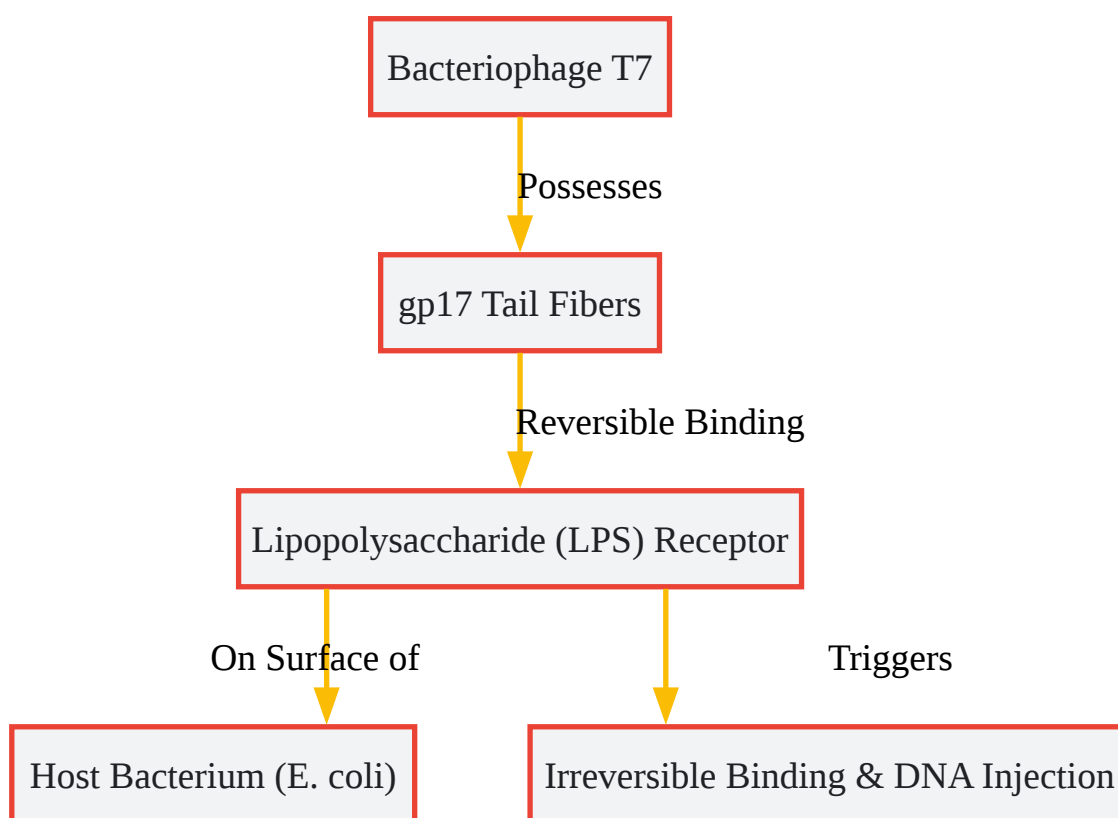 Bacteriophage T7
Possesses
gp17 Tail Fibers
Reversible Binding
Lipopolysaccharide (LPS) Receptor
On Surface of
Triggers
Host Bacterium (E. coli)
Irreversible Binding & DNA Injection